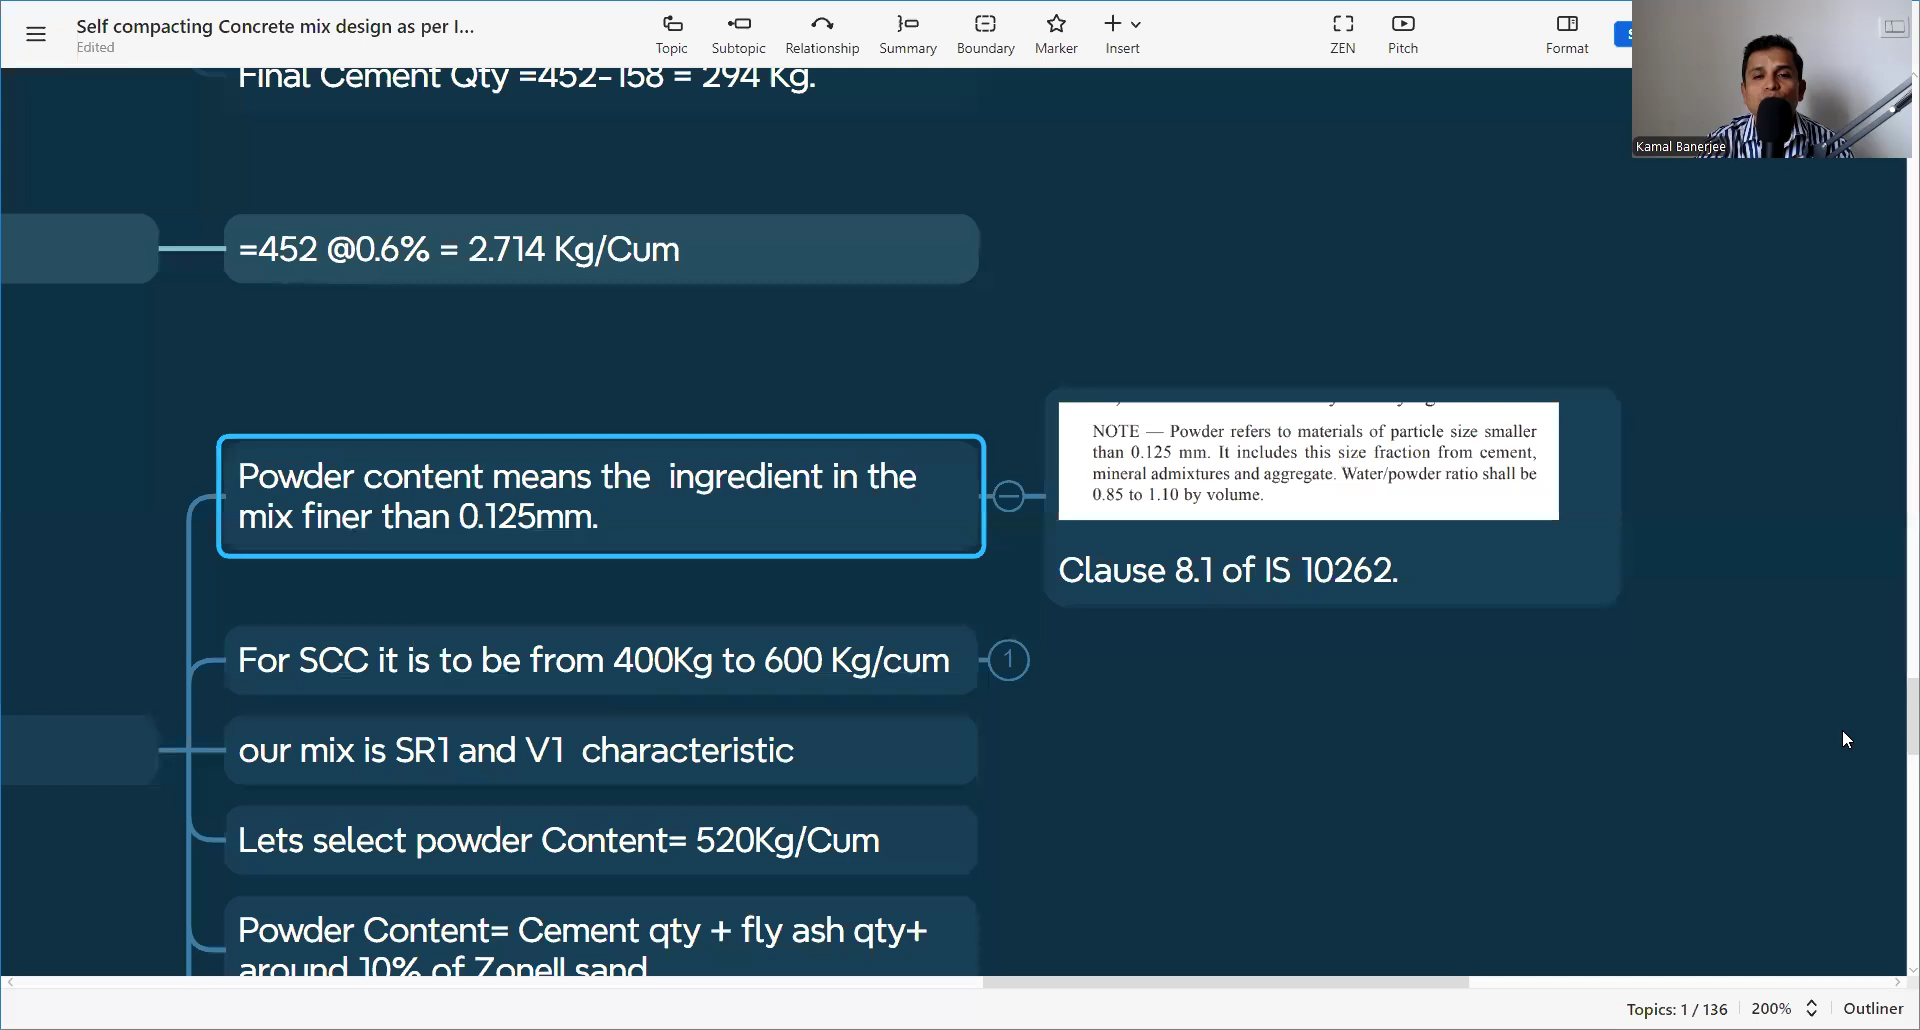 Self compacting Concrete mix design as per I...
Edited
Topic
Subtopic
Relationship
Summary
Boundary
Marker
Insert
ZEN
Pitch
Format
Kamal Banerjee
Final Cement Qty =452-158 = 294 Kg.
=452 @0.6% = 2.714 Kg/Cum
Powder content means the ingredient in the
mix finer than 0.125mm.
NOTE — Powder refers to materials of particle size smaller
than 0.125 mm. It includes this size fraction from cement,
mineral admixtures and aggregate. Water/powder ratio shall be
0.85 to 1.10 by volume.
Clause 8.1 of IS 10262.
For SCC it is to be from 400Kg to 600 Kg/cum
1
our mix is SR1 and V1 characteristic
Lets select powder Content= 520Kg/Cum
Powder Content= Cement qty + fly ash qty+
around 10% of ZoneII sand
Topics: 1 / 136
200%
Outliner